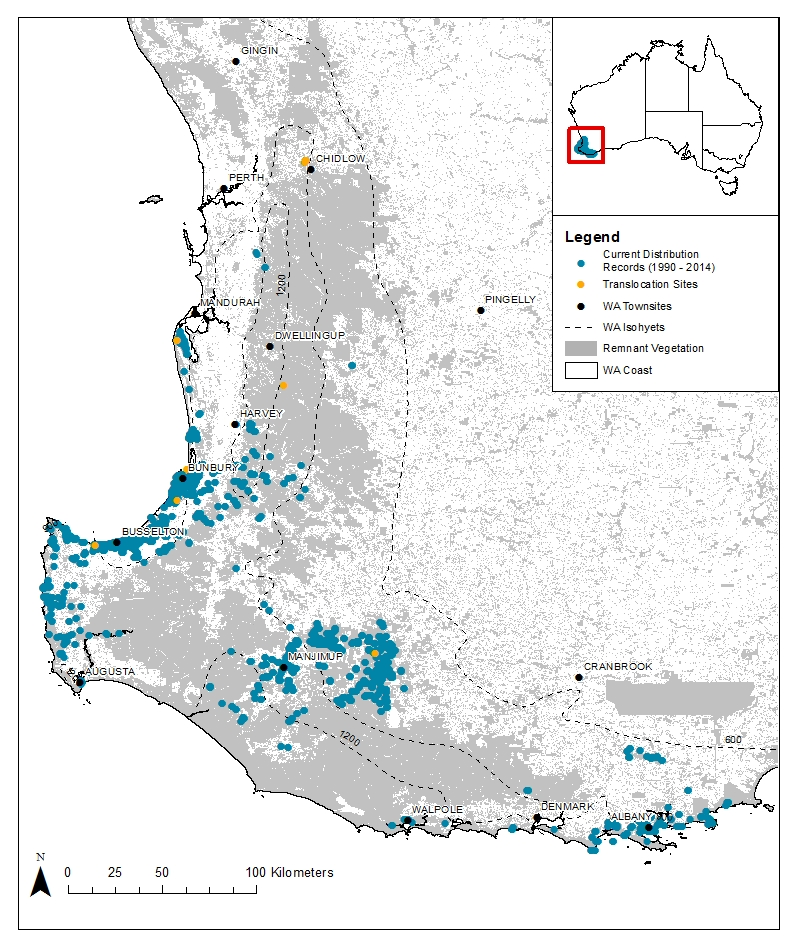 GINGIN
CHIDLOW
PERTH
1200
MANDURAH
PINGELLY
DWELLINGUP
HARVEY
BUNBURY
BUSSELTON
MANJIMUP
AUGUSTA
CRANBROOK
1200
600
WALPOLE
DENMARK
ALBANY
Legend
Current Distribution
Records (1990 - 2014)
Translocation Sites
WA Townsites
WA Isohyets
Remnant Vegetation
WA Coast
N
0 25 50 100 Kilometers